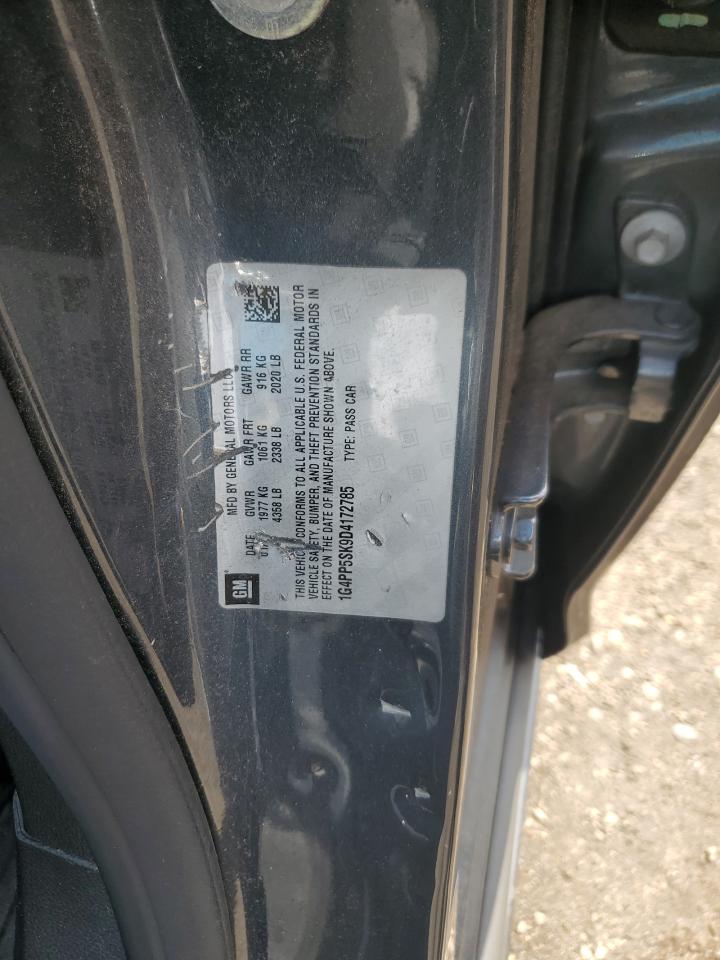 GM
MFD BY GENERAL MOTORS LLC
DATE GVWR GAWR FRT GAWR RR
1977 KG 1061 KG 916 KG
4358 LB 2338 LB 2020 LB
THIS VEHICLE CONFORMS TO ALL APPLICABLE U.S. FEDERAL MOTOR
VEHICLE SAFETY, BUMPER, AND THEFT PREVENTION STANDARDS IN
EFFECT ON THE DATE OF MANUFACTURE SHOWN ABOVE.
1G4PP5SK9D4172785 TYPE: PASS CAR